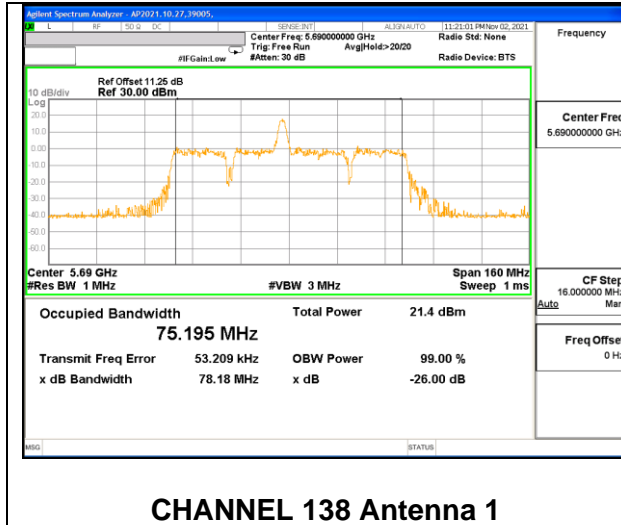 Agilent Spectrum Analyzer - AP2021.10.27,39005,
L RF 50 Ω DC SENSE:INT ALIGNAUTO 11:21:01 PM Nov 02, 2021
Center Freq: 5.690000000 GHz Radio Std: None
Trig: Free Run Avg|Hold:>20/20
#IFGain:Low #Atten: 30 dB Radio Device: BTS
Frequency
Ref Offset 11.25 dB
10 dB/div Ref 30.00 dBm
Log
20.0
10.0
0.00
-10.0
-20.0
-30.0
-40.0
-50.0
-60.0
Center Freq
5.690000000 GHz
Center 5.69 GHz Span 160 MHz
#Res BW 1 MHz #VBW 3 MHz Sweep 1 ms
CF Step
16.000000 MHz
Auto Man
Occupied Bandwidth Total Power 21.4 dBm
75.195 MHz
Freq Offset
0 Hz
Transmit Freq Error 53.209 kHz OBW Power 99.00 %
x dB Bandwidth 78.18 MHz x dB -26.00 dB
MSG STATUS
CHANNEL 138 Antenna 1